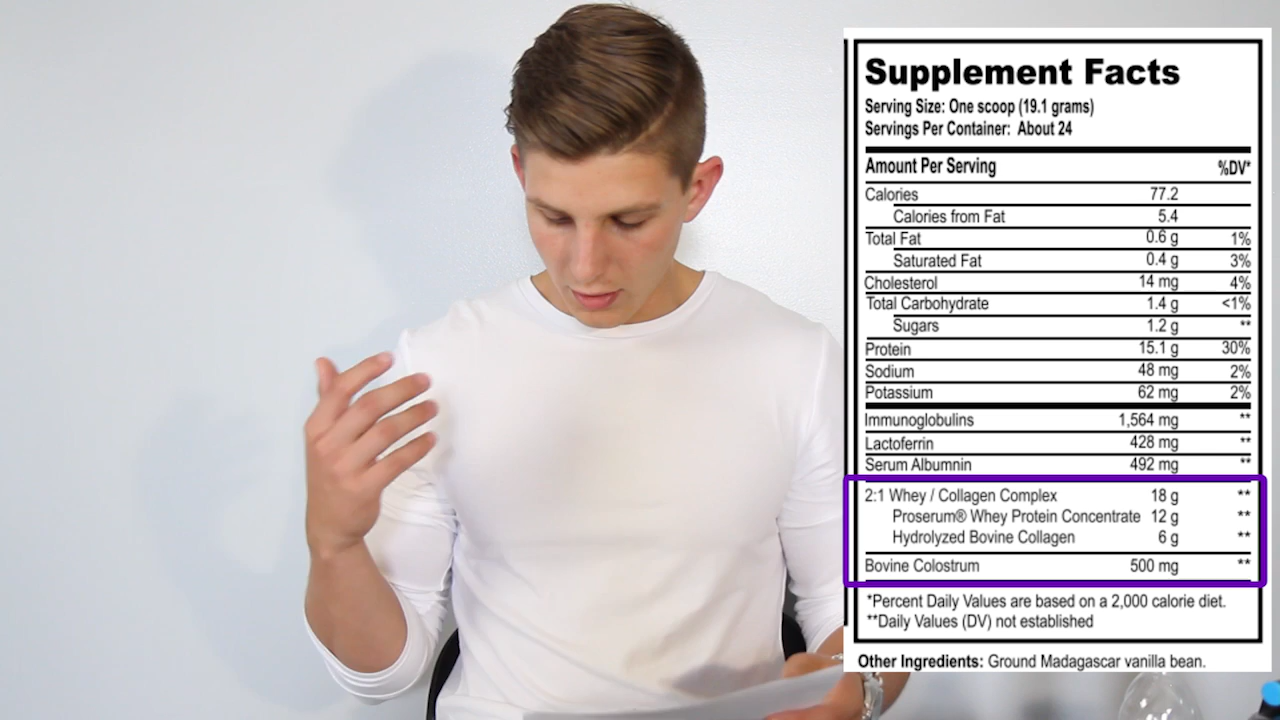 Supplement Facts
Serving Size: One scoop (19.1 grams)
Servings Per Container: About 24
Amount Per Serving %DV*
Calories 77.2
Calories from Fat 5.4
Total Fat 0.6 g 1%
Saturated Fat 0.4 g 3%
Cholesterol 14 mg 4%
Total Carbohydrate 1.4 g <1%
Sugars 1.2 g **
Protein 15.1 g 30%
Sodium 48 mg 2%
Potassium 62 mg 2%
Immunoglobulins 1,564 mg **
Lactoferrin 428 mg **
Serum Albumnin 492 mg **
2:1 Whey / Collagen Complex 18 g **
Proserum® Whey Protein Concentrate 12 g **
Hydrolyzed Bovine Collagen 6 g **
Bovine Colostrum 500 mg **
*Percent Daily Values are based on a 2,000 calorie diet.
**Daily Values (DV) not established
Other Ingredients: Ground Madagascar vanilla bean.